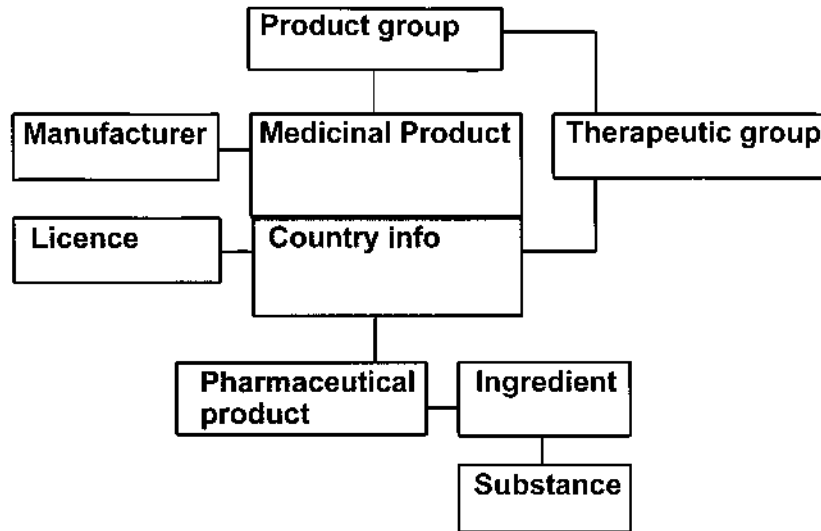 Product group
Manufacturer
Medicinal Product
Therapeutic group
Licence
Country info
Pharmaceutical
product
Ingredient
Substance